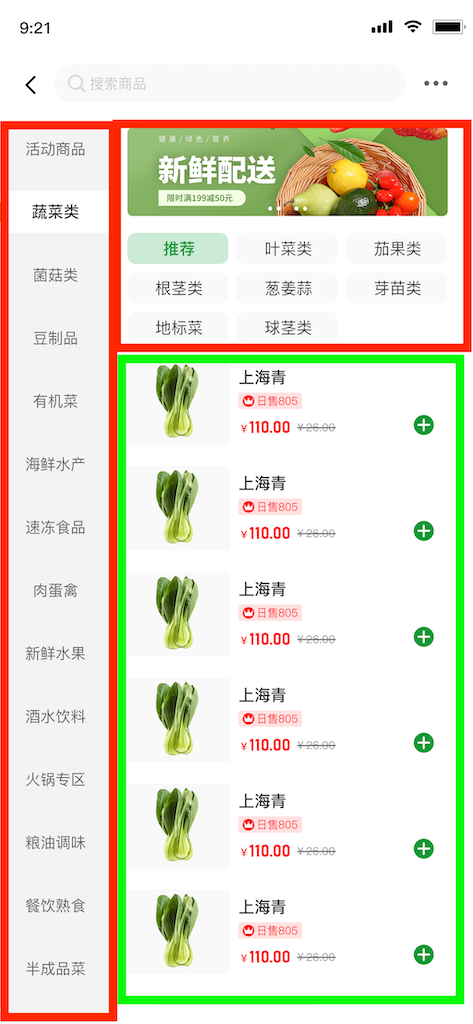 9:21
搜索商品
活动商品
蔬菜类
菌菇类
豆制品
有机菜
海鲜水产
速冻食品
肉蛋禽
新鲜水果
酒水饮料
火锅专区
粮油调味
餐饮熟食
半成品菜
健康/绿色/营养
新鲜配送
限时满199减50元
推荐 叶菜类 茄果类
根茎类 葱姜蒜 芽苗类
地标菜 球茎类
上海青
日售805
¥110.00 ¥26.00
上海青
日售805
¥110.00 ¥26.00
上海青
日售805
¥110.00 ¥26.00
上海青
日售805
¥110.00 ¥26.00
上海青
日售805
¥110.00 ¥26.00
上海青
日售805
¥110.00 ¥26.00